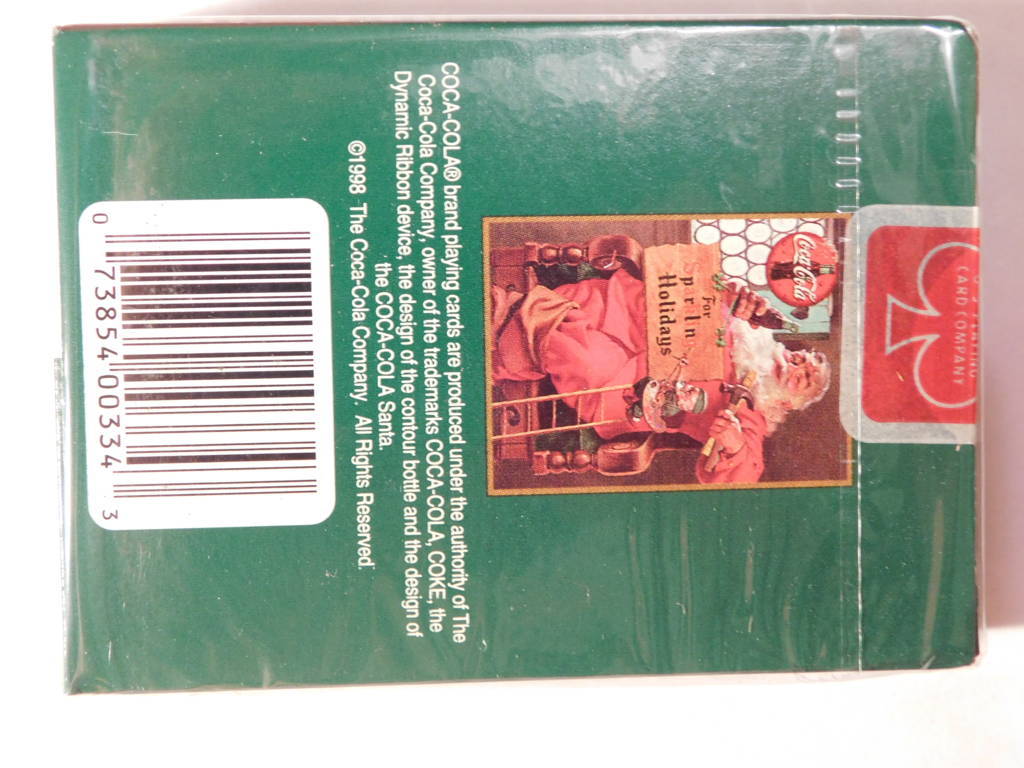 U S PLAYING
CARD COMPANY
Coca-Cola
For
Sparlin
Holidays
COCA-COLA® brand playing cards are produced under the authority of The
Coca-Cola Company, owner of the trademarks COCA-COLA, COKE, the
Dynamic Ribbon device, the design of the contour bottle and the design of
the COCA-COLA Santa.
©1998 The Coca-Cola Company. All Rights Reserved.
0 73854 00334 3